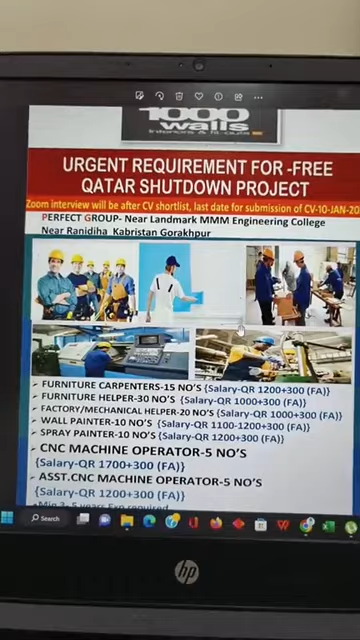 1000
walls
interiors & fit-outs
URGENT REQUIREMENT FOR -FREE
QATAR SHUTDOWN PROJECT
Zoom interview will be after CV shortlist, last date for submission of CV-10-JAN-20
PERFECT GROUP- Near Landmark MMM Engineering College
Near Ranidiha Kabristan Gorakhpur
➢ FURNITURE CARPENTERS-15 NO'S {Salary-QR 1200+300 (FA)}
➢ FURNITURE HELPER-30 NO'S {Salary-QR 1000+300 (FA)}
➢ FACTORY/MECHANICAL HELPER-20 NO'S {Salary-QR 1000+300 (FA)}
➢ WALL PAINTER-10 NO'S {Salary-QR 1100-1200+300 (FA)}
➢ SPRAY PAINTER-10 NO'S {Salary-QR 1200+300 (FA)}
➢ CNC MACHINE OPERATOR-5 NO'S
{Salary-QR 1700+300 (FA)}
➢ ASST.CNC MACHINE OPERATOR-5 NO'S
{Salary-QR 1200+300 (FA)}
Search
hp